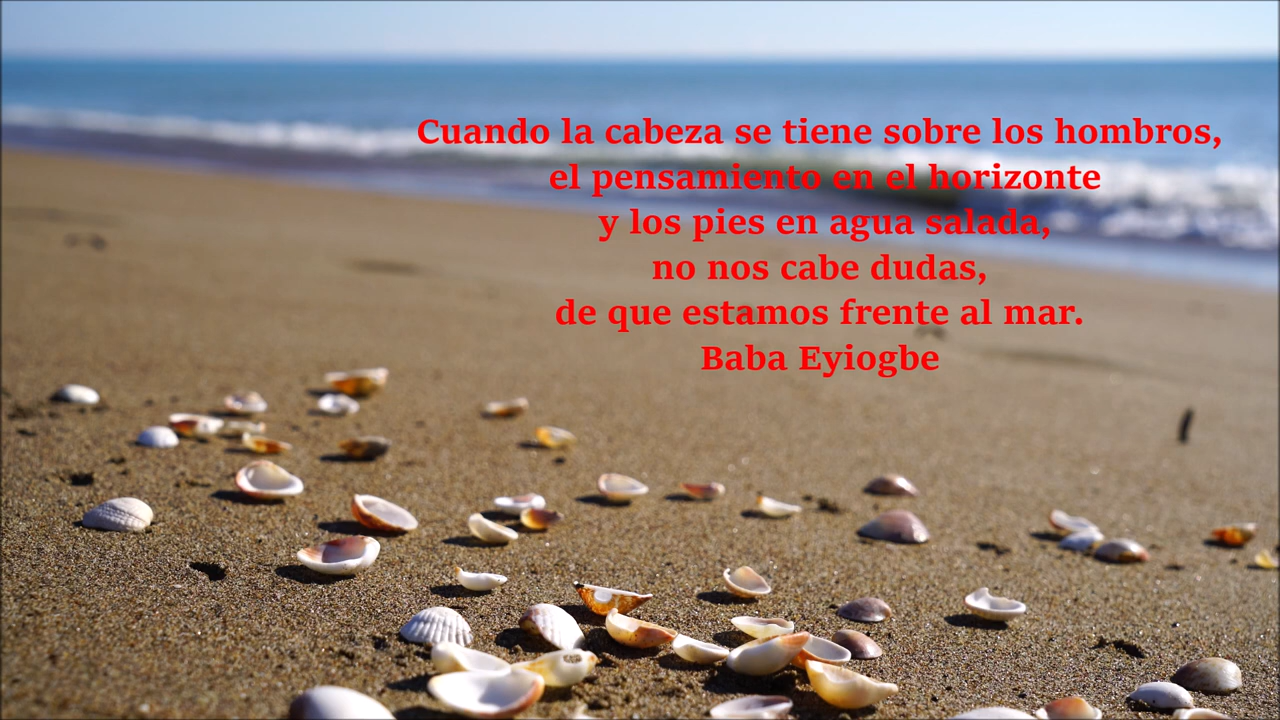 Cuando la cabeza se tiene sobre los hombros,
el pensamiento en el horizonte
y los pies en agua salada,
no nos cabe dudas,
de que estamos frente al mar.
Baba Eyiogbe